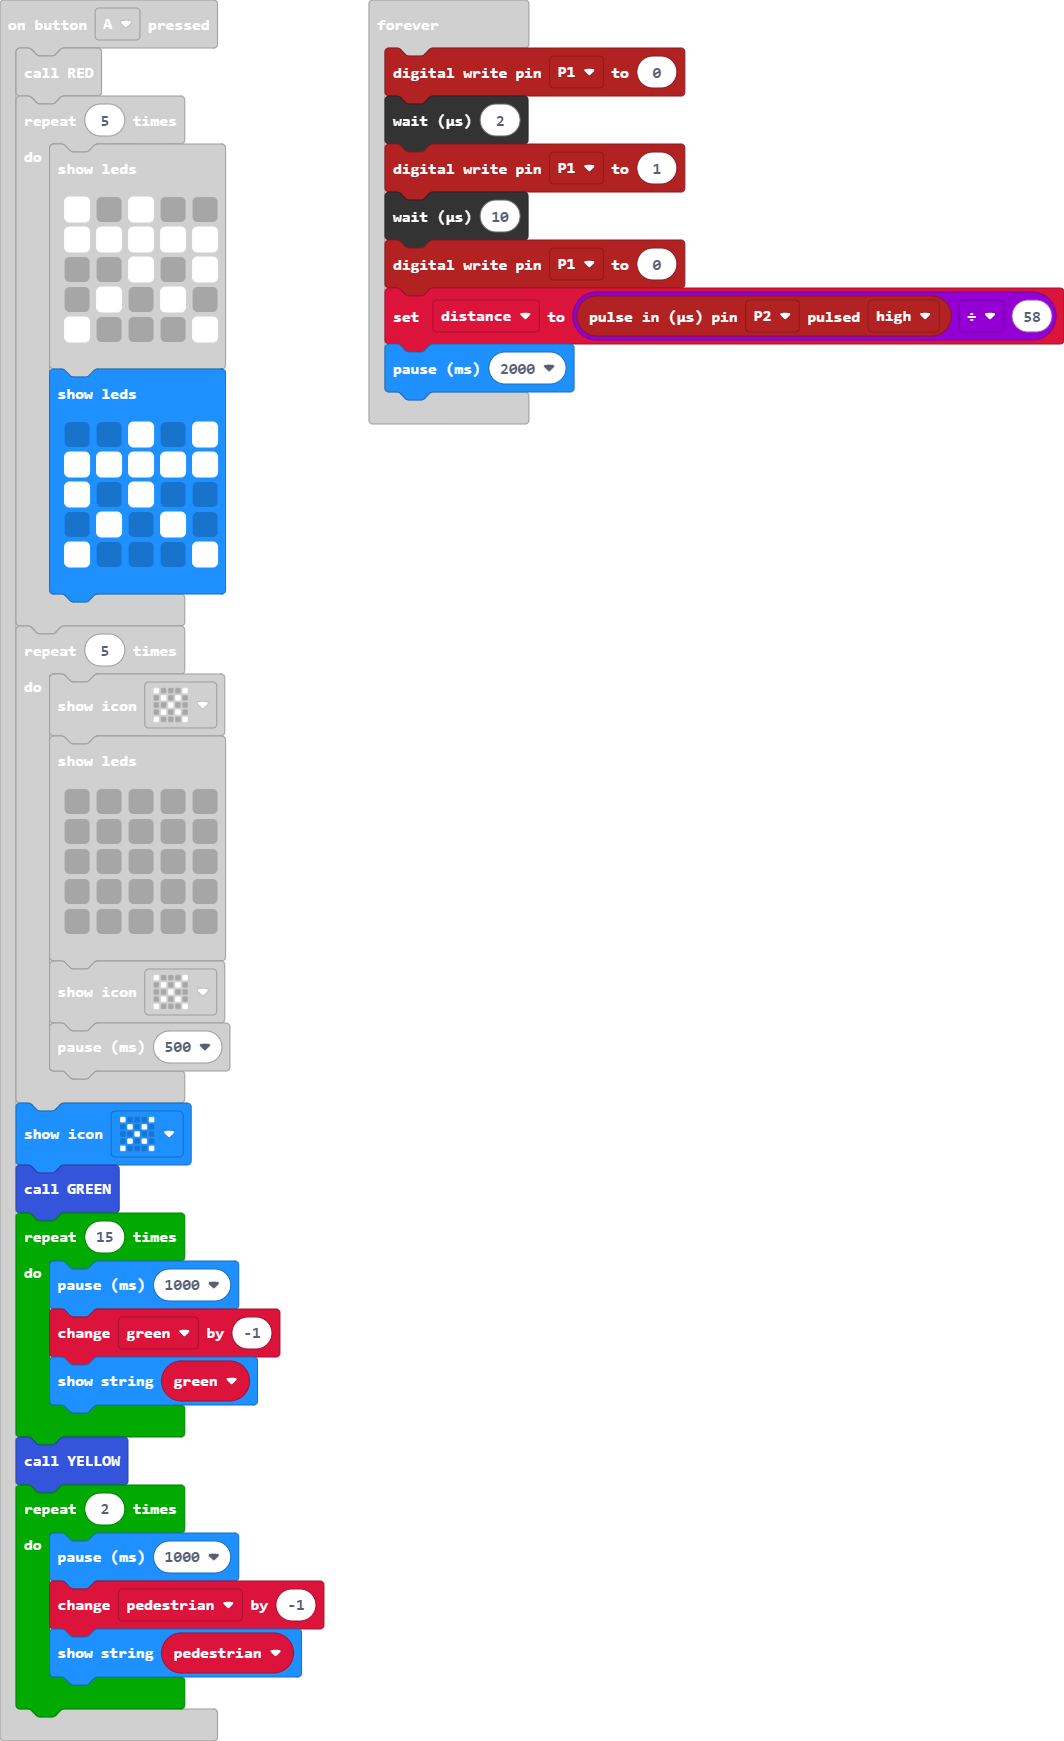 on button A pressed
call RED
repeat 5 times
do
show leds
show leds
repeat 5 times
do
show icon
show leds
show icon
pause (ms) 500
show icon
call GREEN
repeat 15 times
do
pause (ms) 1000
change green by -1
show string green
call YELLOW
repeat 2 times
do
pause (ms) 1000
change pedestrian by -1
show string pedestrian
forever
digital write pin P1 to 0
wait (µs) 2
digital write pin P1 to 1
wait (µs) 10
digital write pin P1 to 0
set distance to pulse in (µs) pin P2 pulsed high ÷ 58
pause (ms) 2000